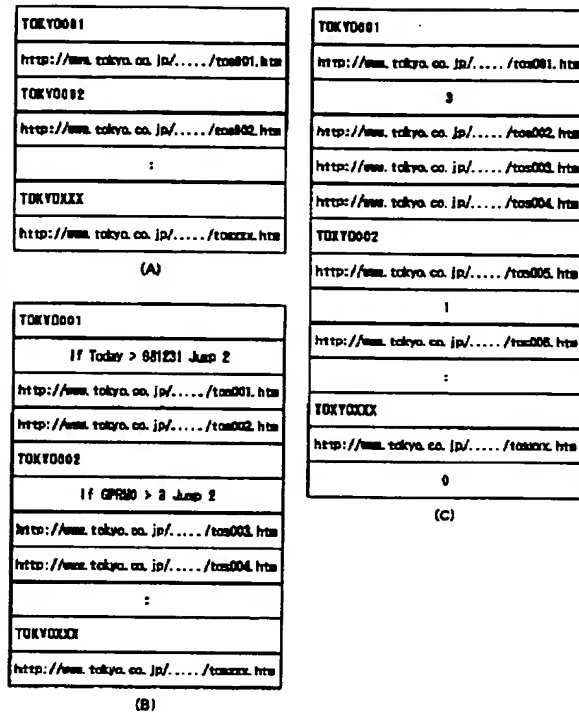 TOKYO001
http://www.tokyo.co.jp/...../tos001.htm
TOKYO002
http://www.tokyo.co.jp/...../tos002.htm
:
TOKYOXXX
http://www.tokyo.co.jp/...../tosxxx.htm
(A)
TOKYO001
If Today > 981231 Jump 2
http://www.tokyo.co.jp/...../tos001.htm
http://www.tokyo.co.jp/...../tos002.htm
TOKYO002
If GPRM0 > Jump 2
http://www.tokyo.co.jp/...../tos003.htm
http://www.tokyo.co.jp/...../tos004.htm
:
TOKYOXXX
http://www.tokyo.co.jp/...../tosxxx.htm
(B)
TOKYO001
http://www.tokyo.co.jp/...../tos001.htm
3
http://www.tokyo.co.jp/...../tos002.htm
http://www.tokyo.co.jp/...../tos003.htm
http://www.tokyo.co.jp/...../tos004.htm
TOKYO002
http://www.tokyo.co.jp/...../tos005.htm
1
http://www.tokyo.co.jp/...../tos006.htm
:
TOKYOXXX
http://www.tokyo.co.jp/...../tosxxx.htm
0
(C)